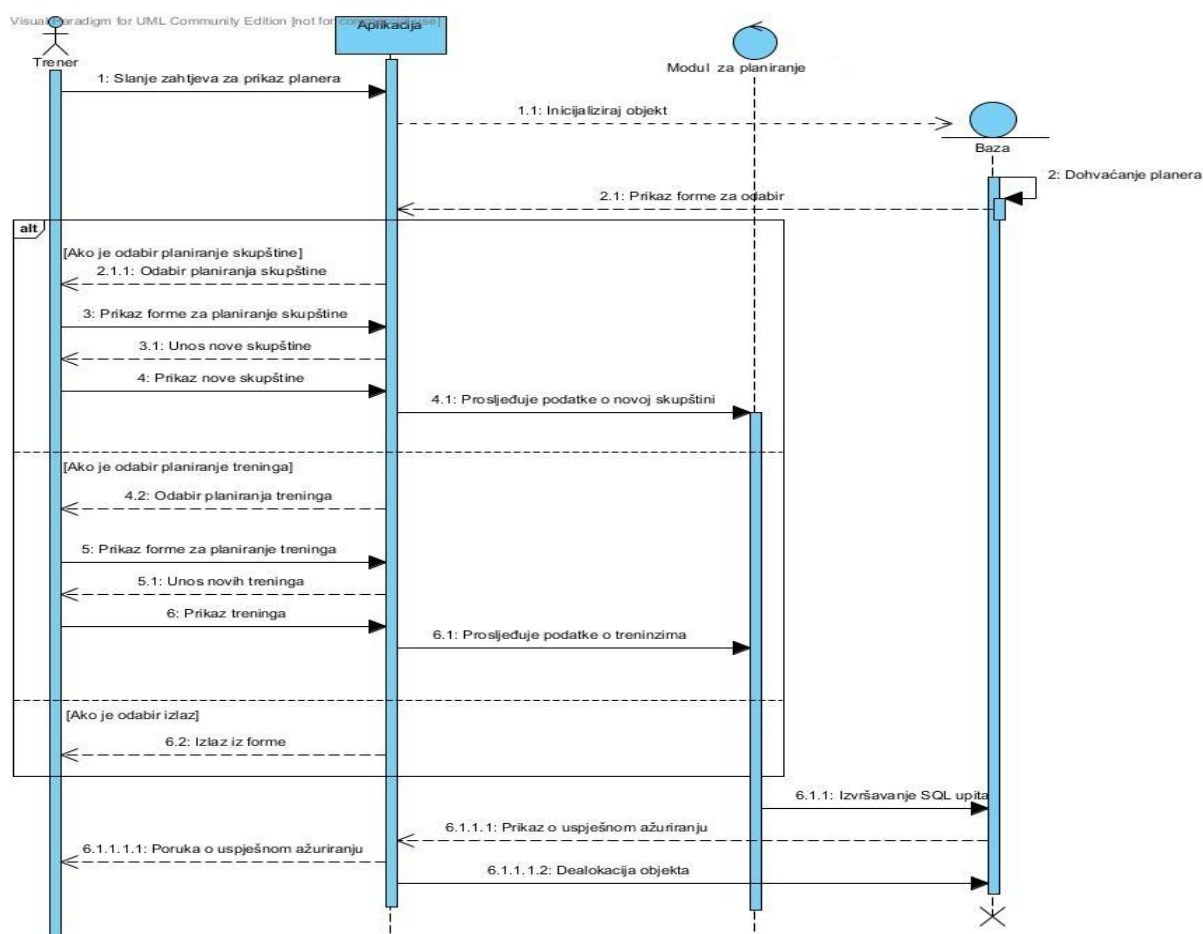 Visual Paradigm for UML Community Edition [not for commercial use]
Aplikacija
Trener
Modul za planiranje
Baza
1: Slanje zahtjeva za prikaz planera
1.1: Inicijaliziraj objekt
2: Dohvaćanje planera
2.1: Prikaz forme za odabir
alt
[Ako je odabir planiranje skupštine]
2.1.1: Odabir planiranja skupštine
3: Prikaz forme za planiranje skupštine
3.1: Unos nove skupštine
4: Prikaz nove skupštine
4.1: Prosljeđuje podatke o novoj skupštini
[Ako je odabir planiranje treninga]
4.2: Odabir planiranja treninga
5: Prikaz forme za planiranje treninga
5.1: Unos novih treninga
6: Prikaz treninga
6.1: Prosljeđuje podatke o treninzima
[Ako je odabir izlaz]
6.2: Izlaz iz forme
6.1.1: Izvršavanje SQL upita
6.1.1.1: Prikaz o uspješnom ažuriranju
6.1.1.1.1: Poruka o uspješnom ažuriranju
6.1.1.1.2: Dealokacija objekta